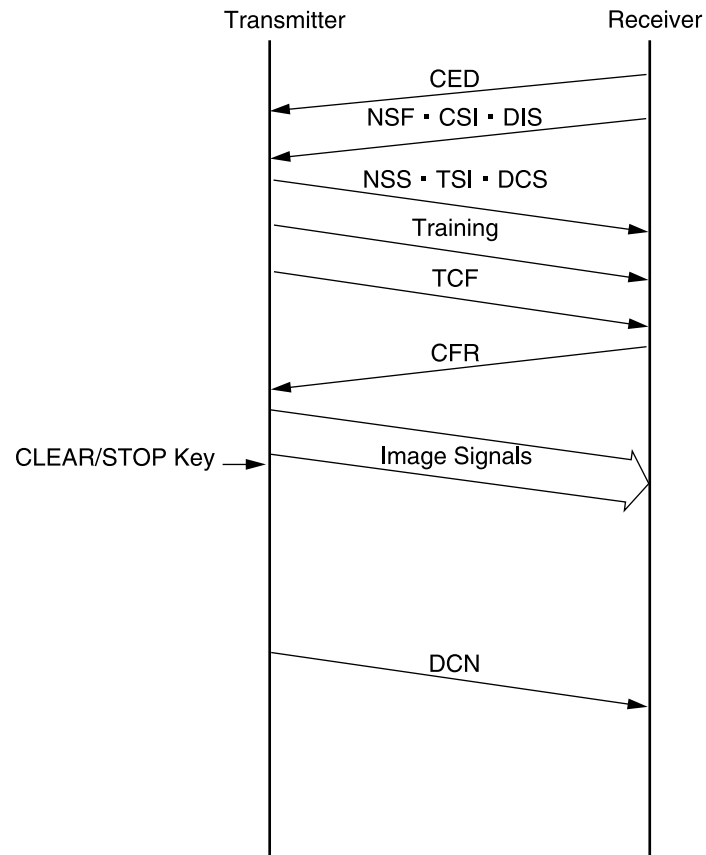 Transmitter
Receiver
CED
NSF・CSI・DIS
NSS・TSI・DCS
Training
TCF
CFR
Image Signals
CLEAR/STOP Key
DCN